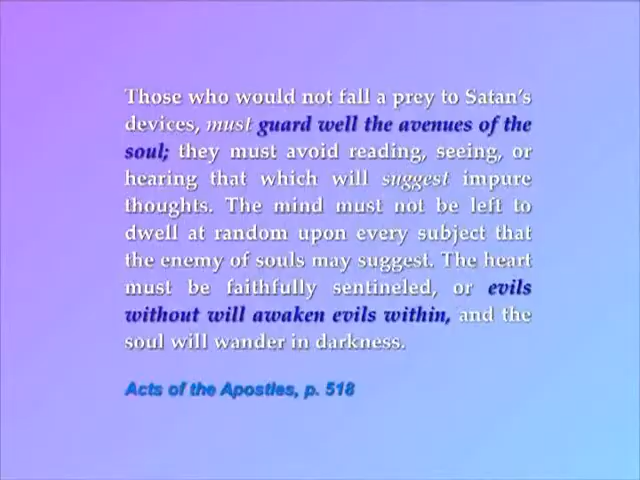 Those who would not fall a prey to Satan's
devices, must guard well the avenues of the
soul; they must avoid reading, seeing, or
hearing that which will suggest impure
thoughts. The mind must not be left to
dwell at random upon every subject that
the enemy of souls may suggest. The heart
must be faithfully sentineled, or evils
without will awaken evils within, and the
soul will wander in darkness.
Acts of the Apostles, p. 518